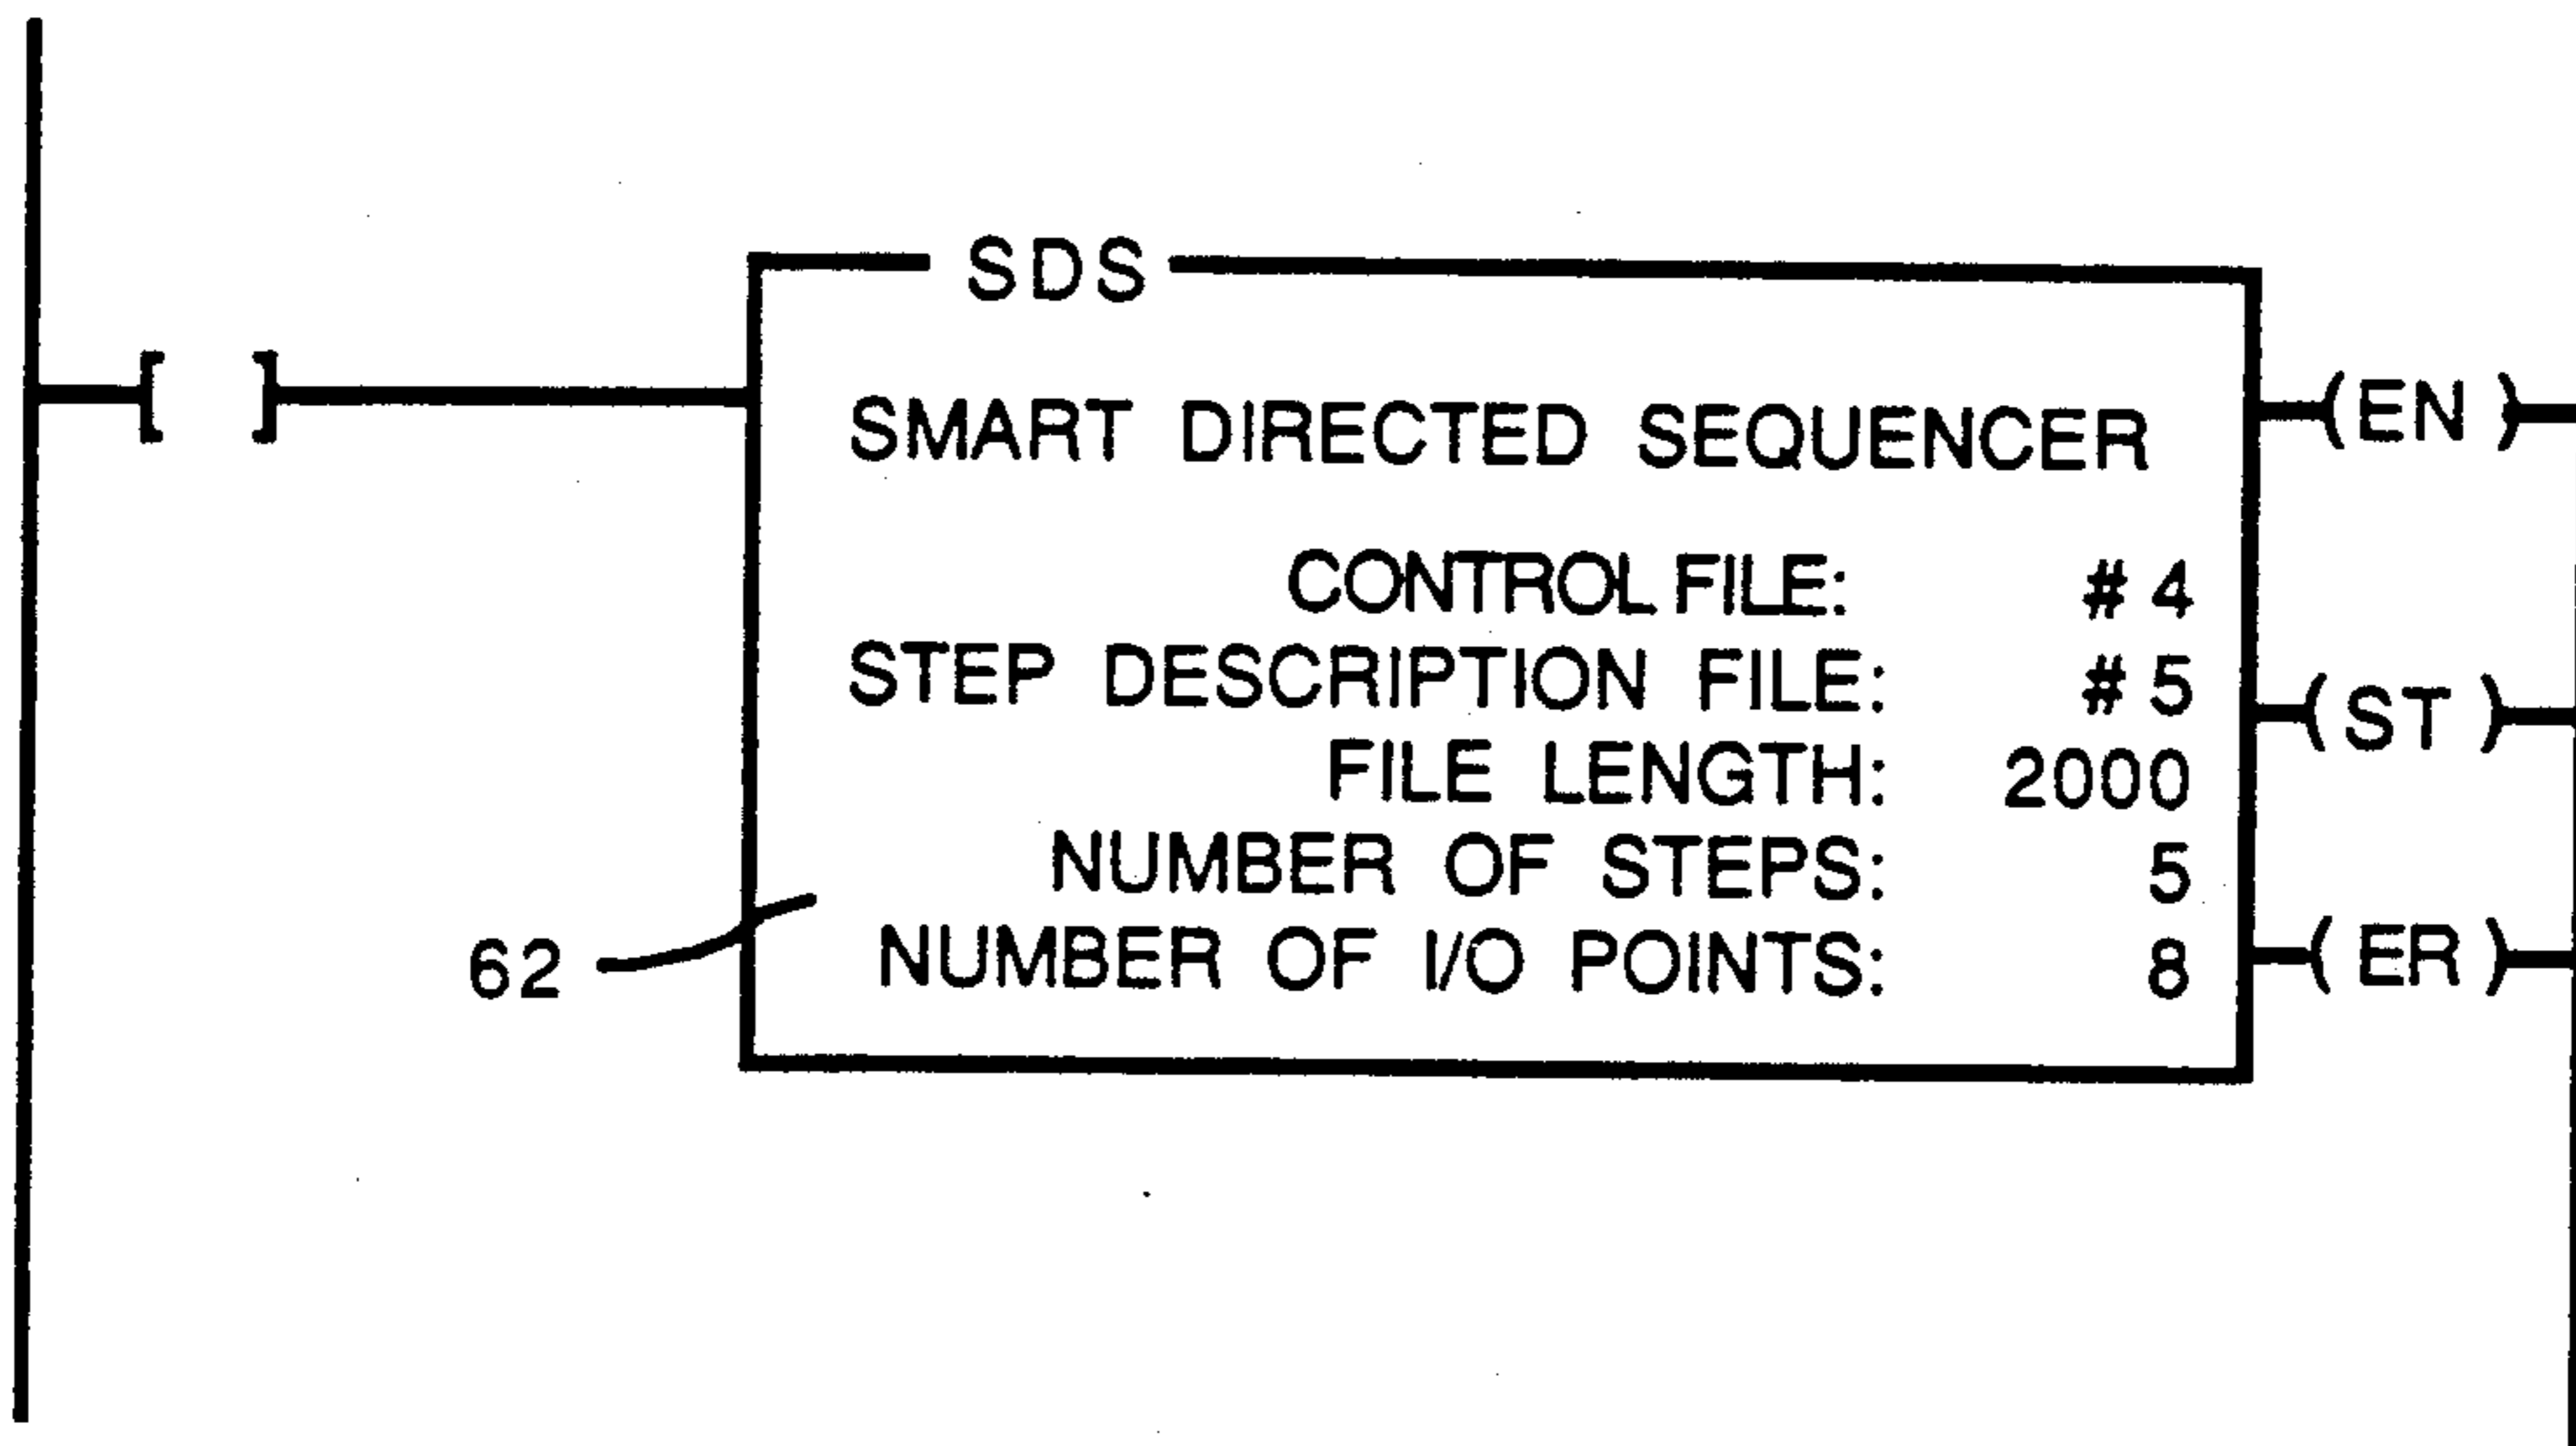 SDS
[ ]
SMART DIRECTED SEQUENCER
(EN)
CONTROL FILE: #4
STEP DESCRIPTION FILE: #5
(ST)
FILE LENGTH: 2000
NUMBER OF STEPS: 5
62
NUMBER OF I/O POINTS: 8
(ER)